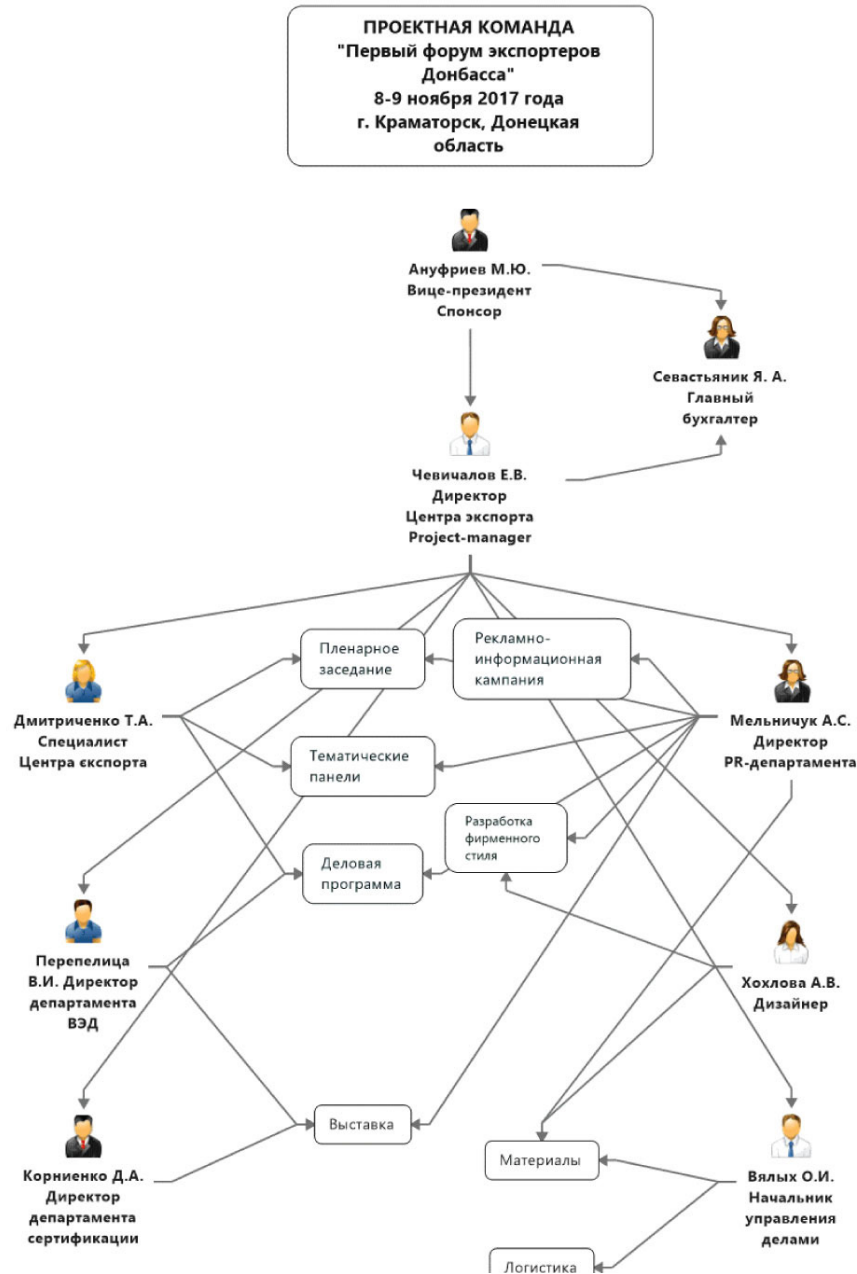 ПРОЕКТНАЯ КОМАНДА
"Первый форум экспортеров
Донбасса"
8-9 ноября 2017 года
г. Краматорск, Донецкая
область
Ануфриев М.Ю.
Вице-президент
Спонсор
Севастьяник Я. А.
Главный
бухгалтер
Чевичалов Е.В.
Директор
Центра экспорта
Project-manager
Пленарное
заседание
Рекламно-
информационная
кампания
Дмитриченко Т.А.
Специалист
Центра єкспорта
Мельничук А.С.
Директор
PR-департамента
Тематические
панели
Разработка
фирменного
стиля
Деловая
программа
Перепелица
В.И. Директор
департамента
ВЭД
Хохлова А.В.
Дизайнер
Выставка
Материалы
Корниенко Д.А.
Директор
департамента
сертификации
Вялых О.И.
Начальник
управления
делами
Логистика